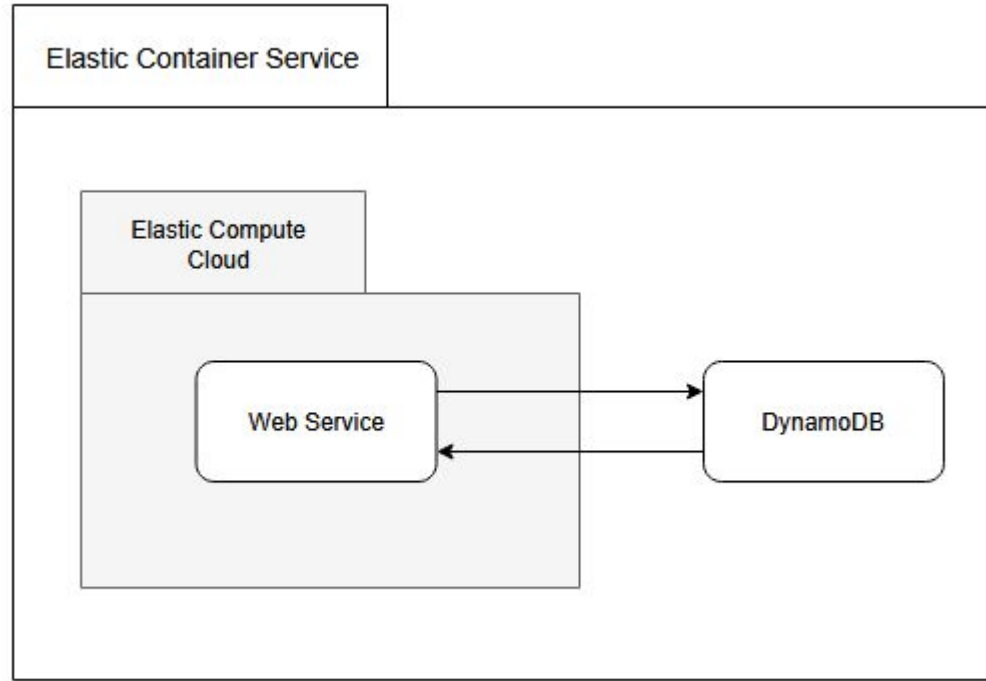 Elastic Container Service
Elastic Compute
Cloud
Web Service
DynamoDB